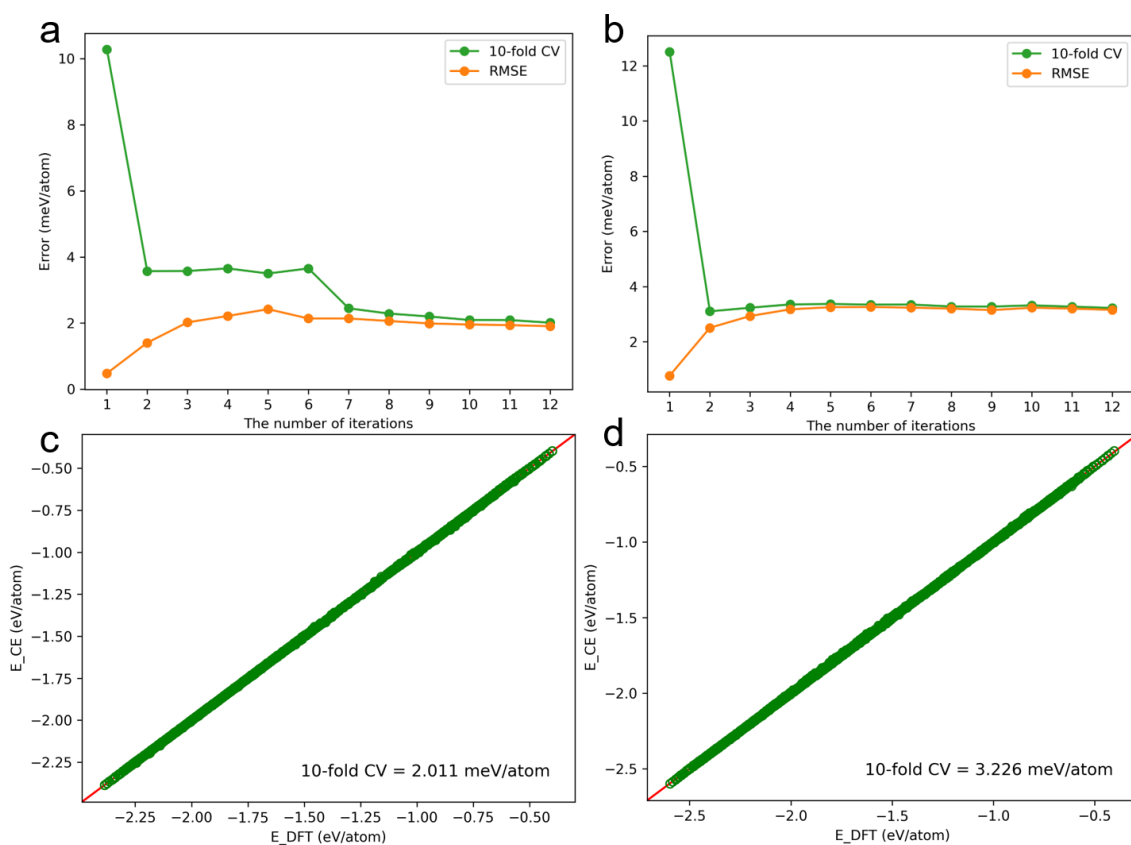 a
10-fold CV
RMSE
10
8
6
4
2
0
Error (meV/atom)
1 2 3 4 5 6 7 8 9 10 11 12
The number of iterations
b
10-fold CV
RMSE
12
10
8
6
4
2
Error (meV/atom)
1 2 3 4 5 6 7 8 9 10 11 12
The number of iterations
c
−0.50
−0.75
−1.00
−1.25
−1.50
−1.75
−2.00
−2.25
E_CE (eV/atom)
10-fold CV = 2.011 meV/atom
−2.25 −2.00 −1.75 −1.50 −1.25 −1.00 −0.75 −0.50
E_DFT (eV/atom)
d
−0.5
−1.0
−1.5
−2.0
−2.5
E_CE (eV/atom)
10-fold CV = 3.226 meV/atom
−2.5 −2.0 −1.5 −1.0 −0.5
E_DFT (eV/atom)